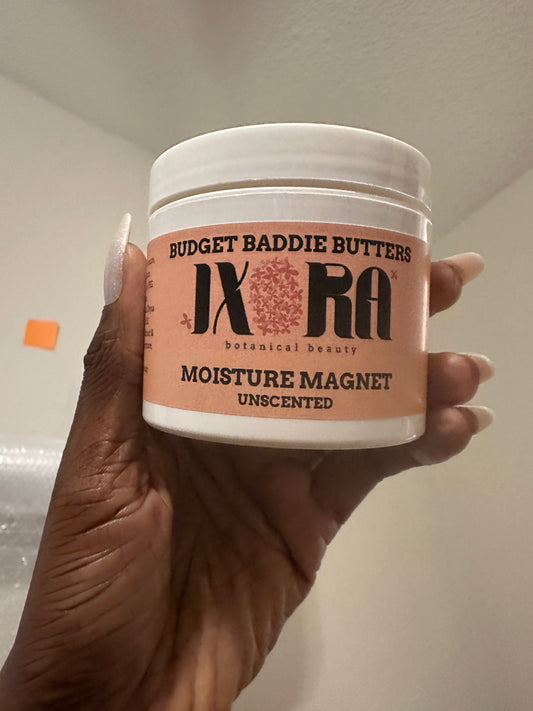 BUDGET BADDIE BUTTERS
IXORA
botanical beauty
MOISTURE MAGNET
UNSCENTED